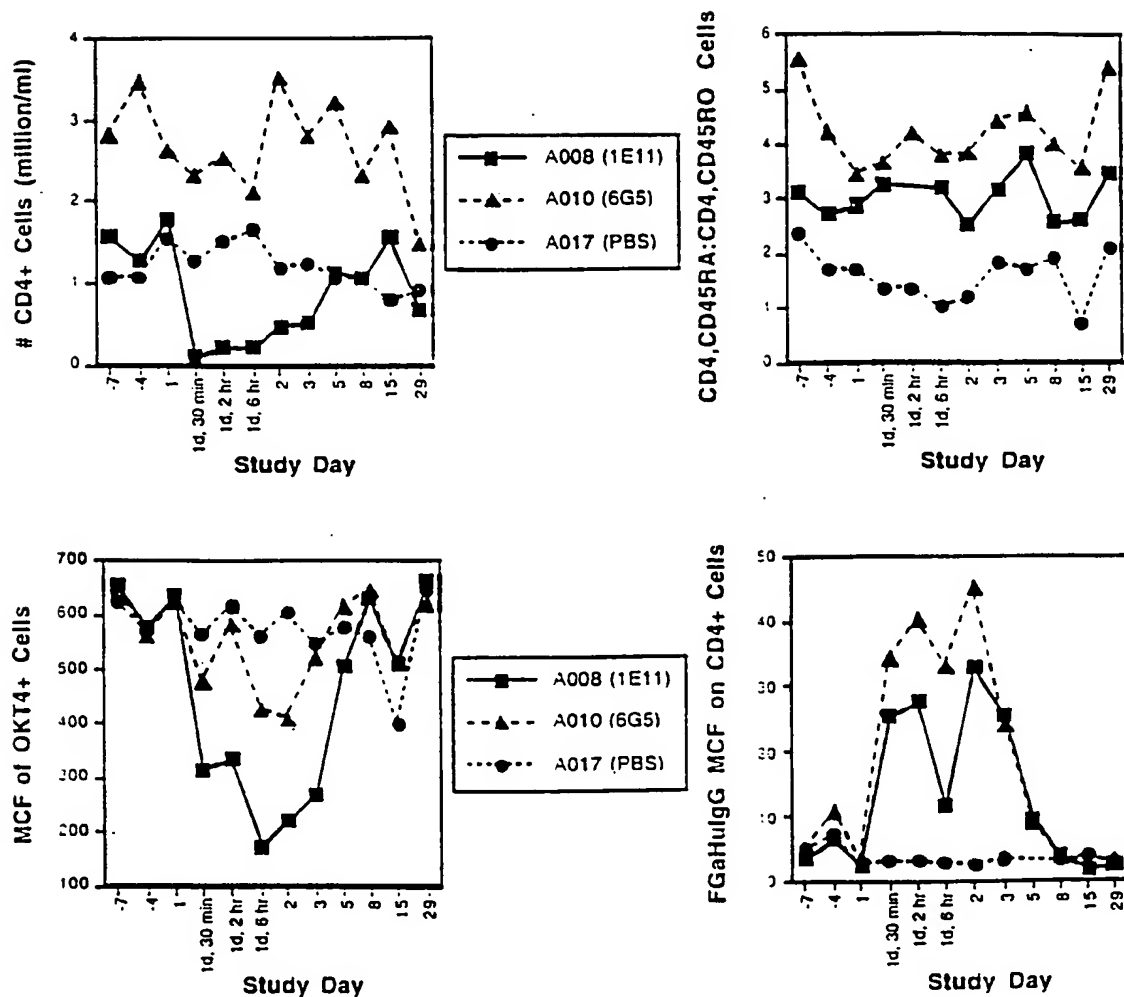 # CD4+ Cells (million/ml)
4
3
2
1
0
-7
-4
1
1d, 30 min
1d, 2 hr
1d, 6 hr
2
3
5
8
15
29
Study Day
A008 (1E11)
A010 (6G5)
A017 (PBS)
CD4,CD45RA:CD4,CD45RO Cells
6
5
4
3
2
1
0
-7
-4
1
1d, 30 min
1d, 2 hr
1d, 6 hr
2
3
5
8
15
29
Study Day
MCF of OKT4+ Cells
700
600
500
400
300
200
100
-7
-4
1
1d, 30 min
1d, 2 hr
1d, 6 hr
2
3
5
8
15
29
Study Day
A008 (1E11)
A010 (6G5)
A017 (PBS)
FGaHuIgG MCF on CD4+ Cells
50
40
30
20
10
0
-7
-4
1
1d, 30 min
1d, 2 hr
1d, 6 hr
2
3
5
8
15
29
Study Day